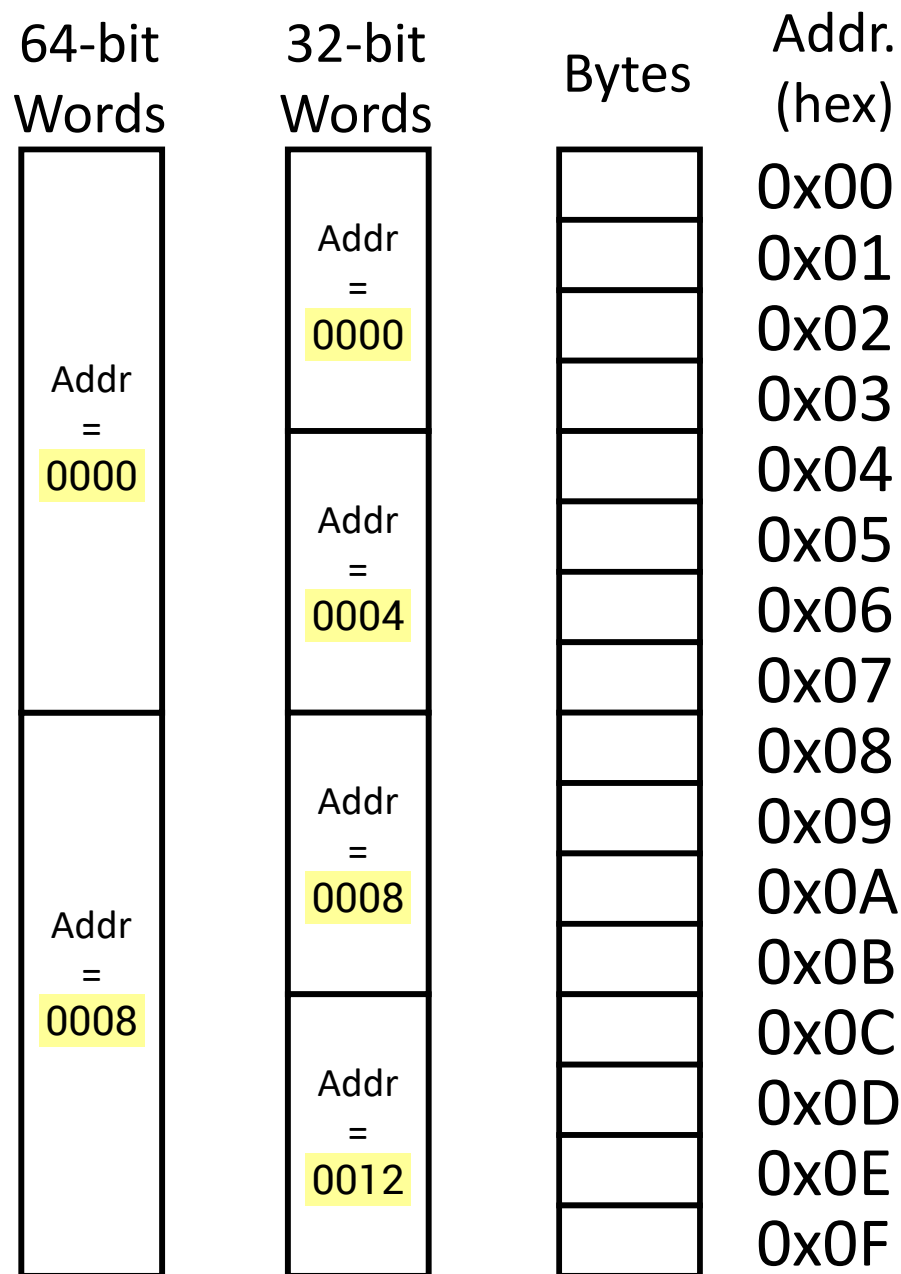 64-bit
Words
32-bit
Words
Bytes
Addr.
(hex)
Addr
=
0000
Addr
=
0008
Addr
=
0000
Addr
=
0004
Addr
=
0008
Addr
=
0012
0x00
0x01
0x02
0x03
0x04
0x05
0x06
0x07
0x08
0x09
0x0A
0x0B
0x0C
0x0D
0x0E
0x0F